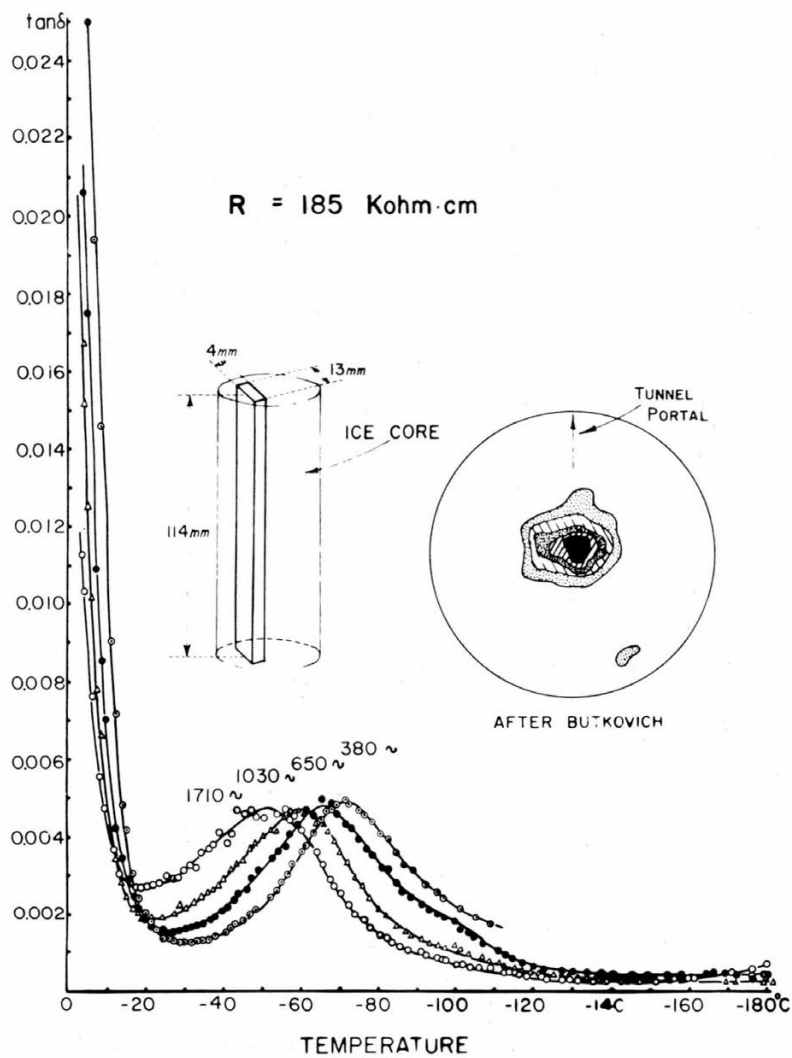 tanδ
0.024
0.022
0.020
0.018
0.016
0.014
0.012
0.010
0.008
0.006
0.004
0.002
R = 185 Kohm·cm
4mm
13mm
114mm
ICE CORE
TUNNEL
PORTAL
AFTER BUTKOVICH
1710 ~
1030 ~
650 ~
380 ~
0
-20
-40
-60
-80
-100
-120
-14C
-160
-180°C
TEMPERATURE